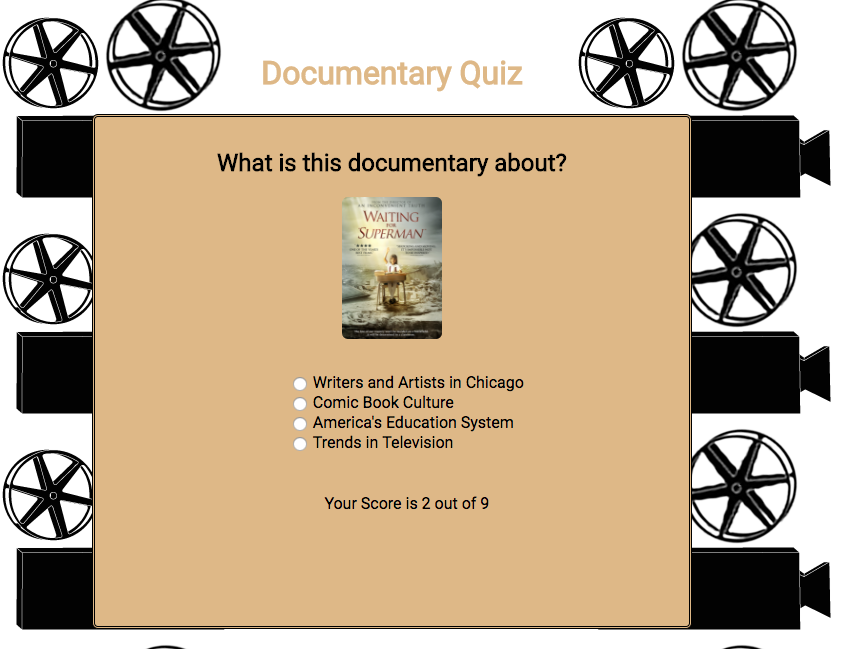 Documentary Quiz
What is this documentary about?
WAITING
FOR
SUPERMAN
Writers and Artists in Chicago
Comic Book Culture
America's Education System
Trends in Television
Your Score is 2 out of 9